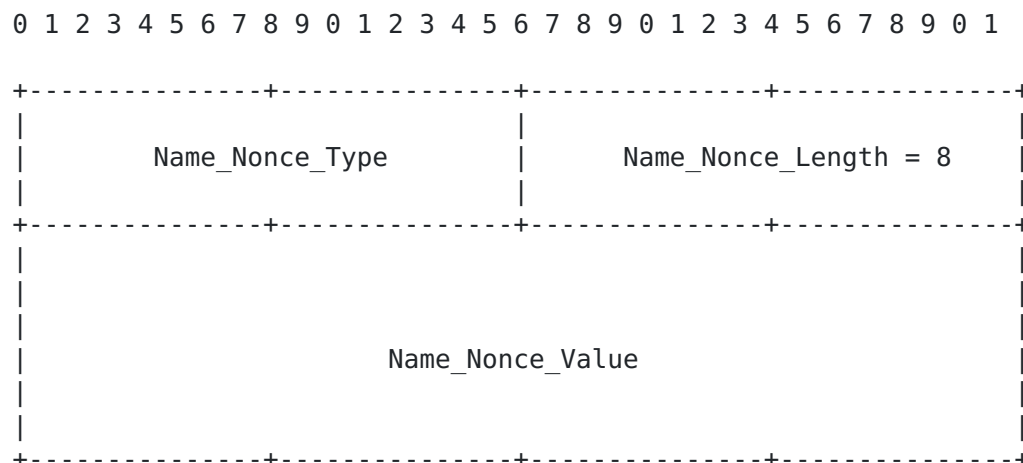 0 1 2 3 4 5 6 7 8 9 0 1 2 3 4 5 6 7 8 9 0 1 2 3 4 5 6 7 8 9 0 1
Name_Nonce_Type Name_Nonce_Length = 8
Name_Nonce_Value